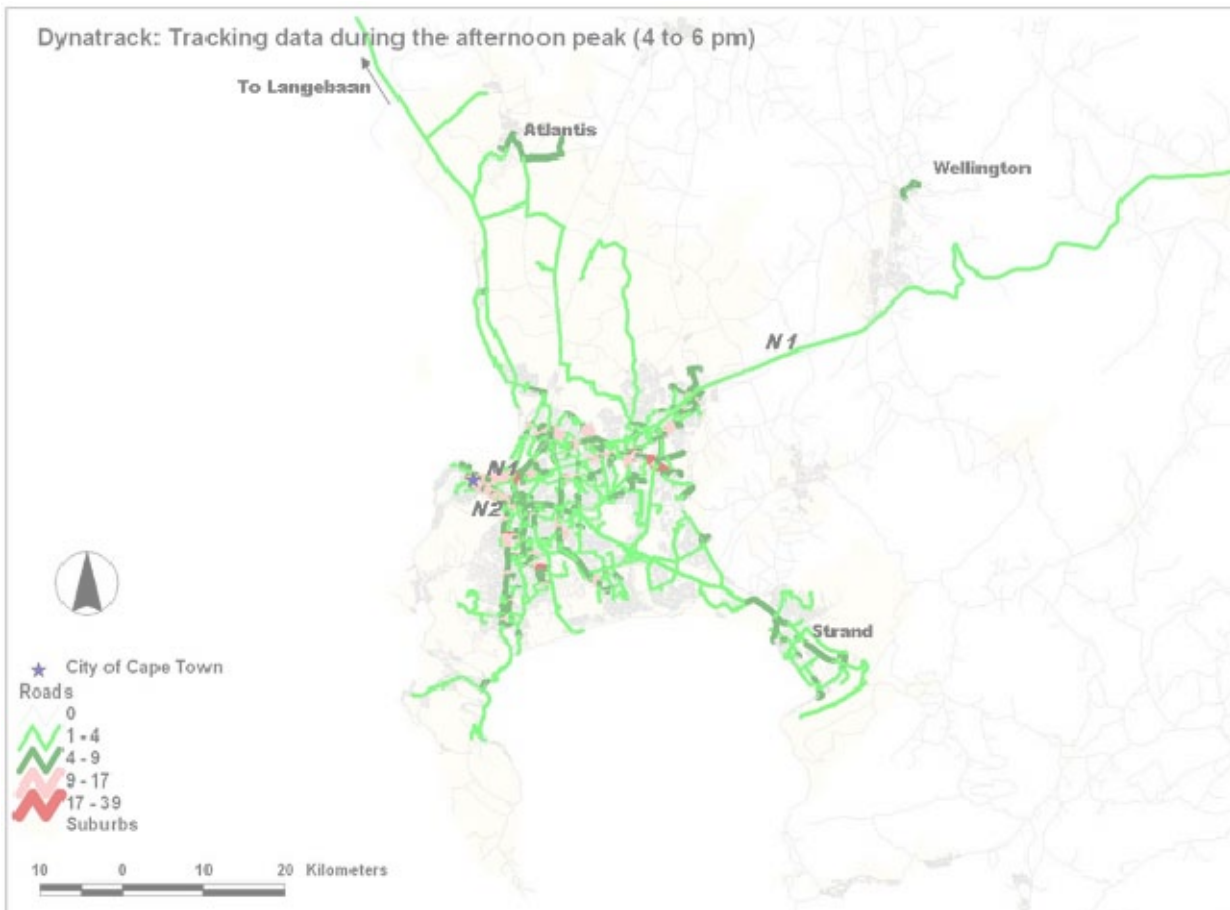 Dynatrack: Tracking data during the afternoon peak (4 to 6 pm)
To Langebaan
Atlantis
Wellington
N1
N1
N2
Strand
City of Cape Town
Roads
0
1 - 4
4 - 9
9 - 17
17 - 39
Suburbs
10 0 10 20 Kilometers